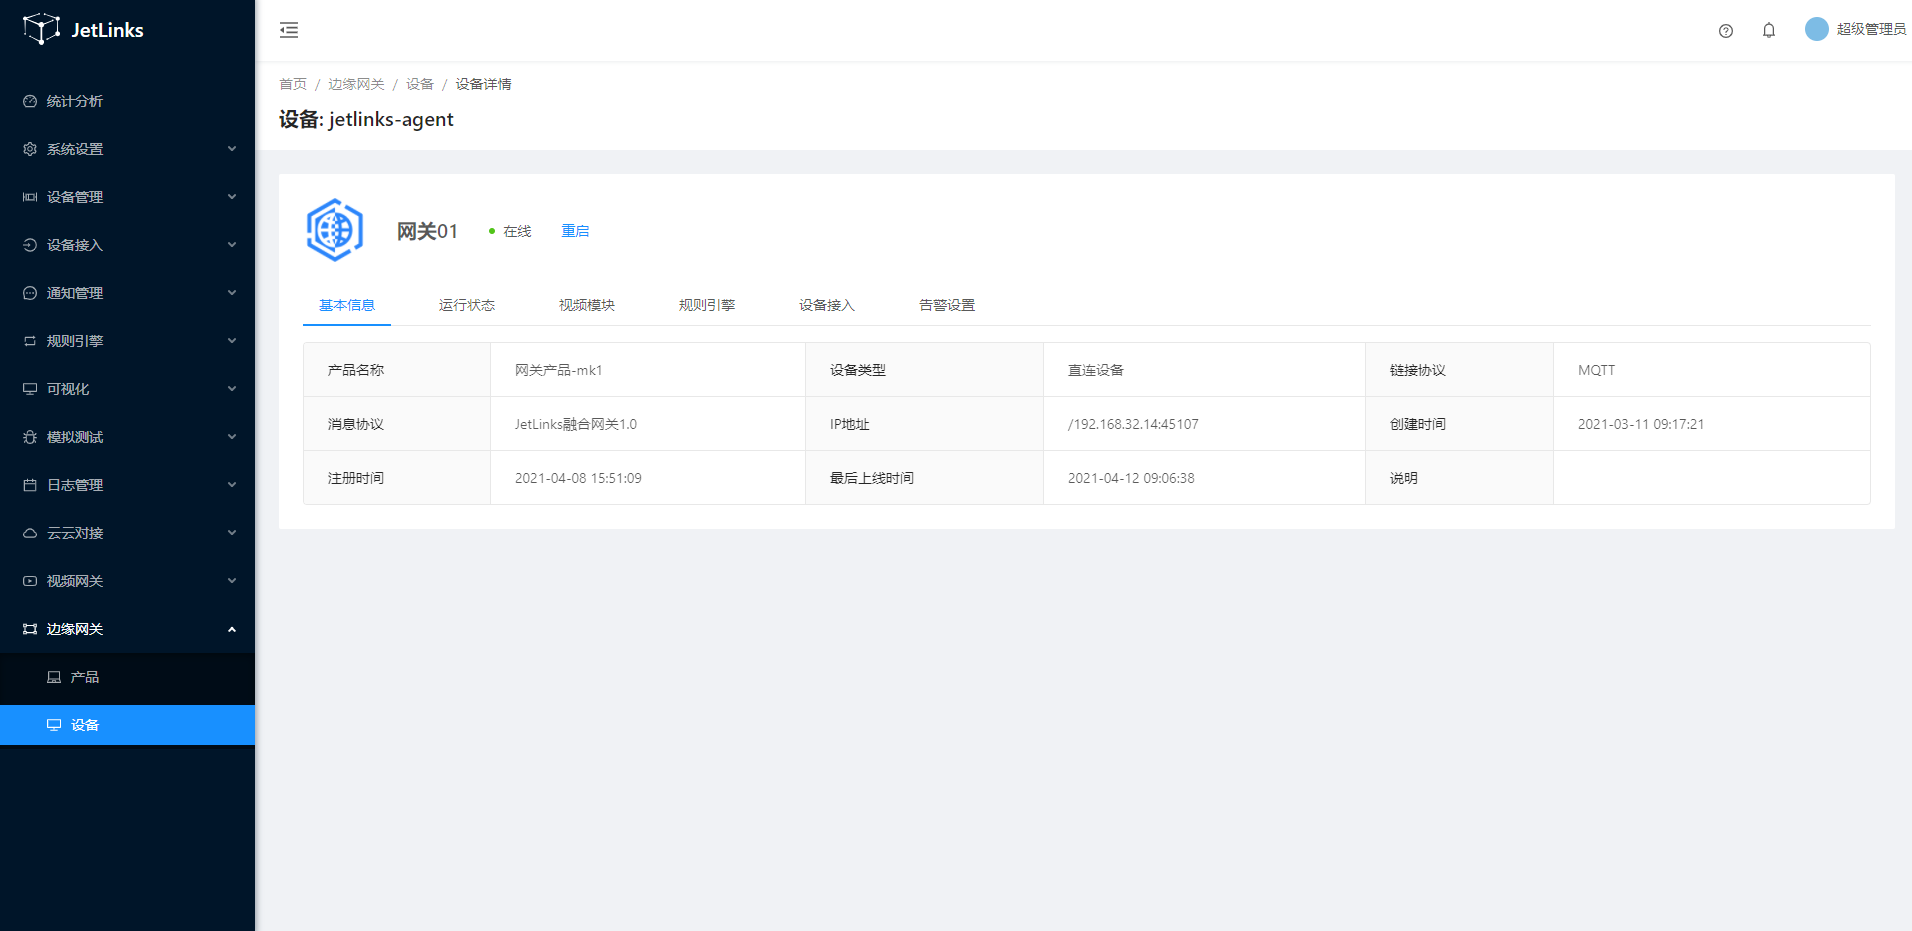 JetLinks
统计分析
系统设置
设备管理
设备接入
通知管理
规则引擎
可视化
模拟测试
日志管理
云云对接
视频网关
边缘网关
产品
设备
超级管理员
首页 / 边缘网关 / 设备 / 设备详情
设备: jetlinks-agent
网关01 在线 重启
基本信息 运行状态 视频模块 规则引擎 设备接入 告警设置
产品名称 网关产品-mk1 设备类型 直连设备 链接协议 MQTT
消息协议 JetLinks融合网关1.0 IP地址 /192.168.32.14:45107 创建时间 2021-03-11 09:17:21
注册时间 2021-04-08 15:51:09 最后上线时间 2021-04-12 09:06:38 说明